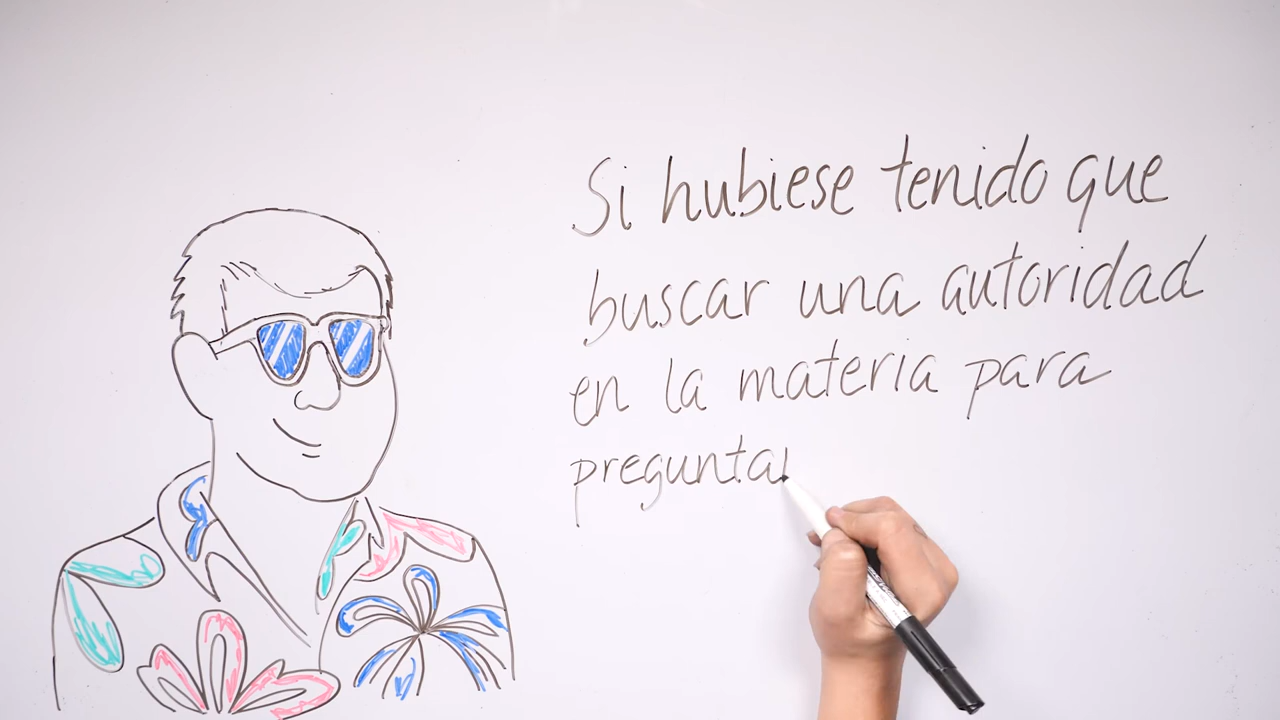 Si hubiese tenido que
buscar una autoridad
en la materia para
pregunta